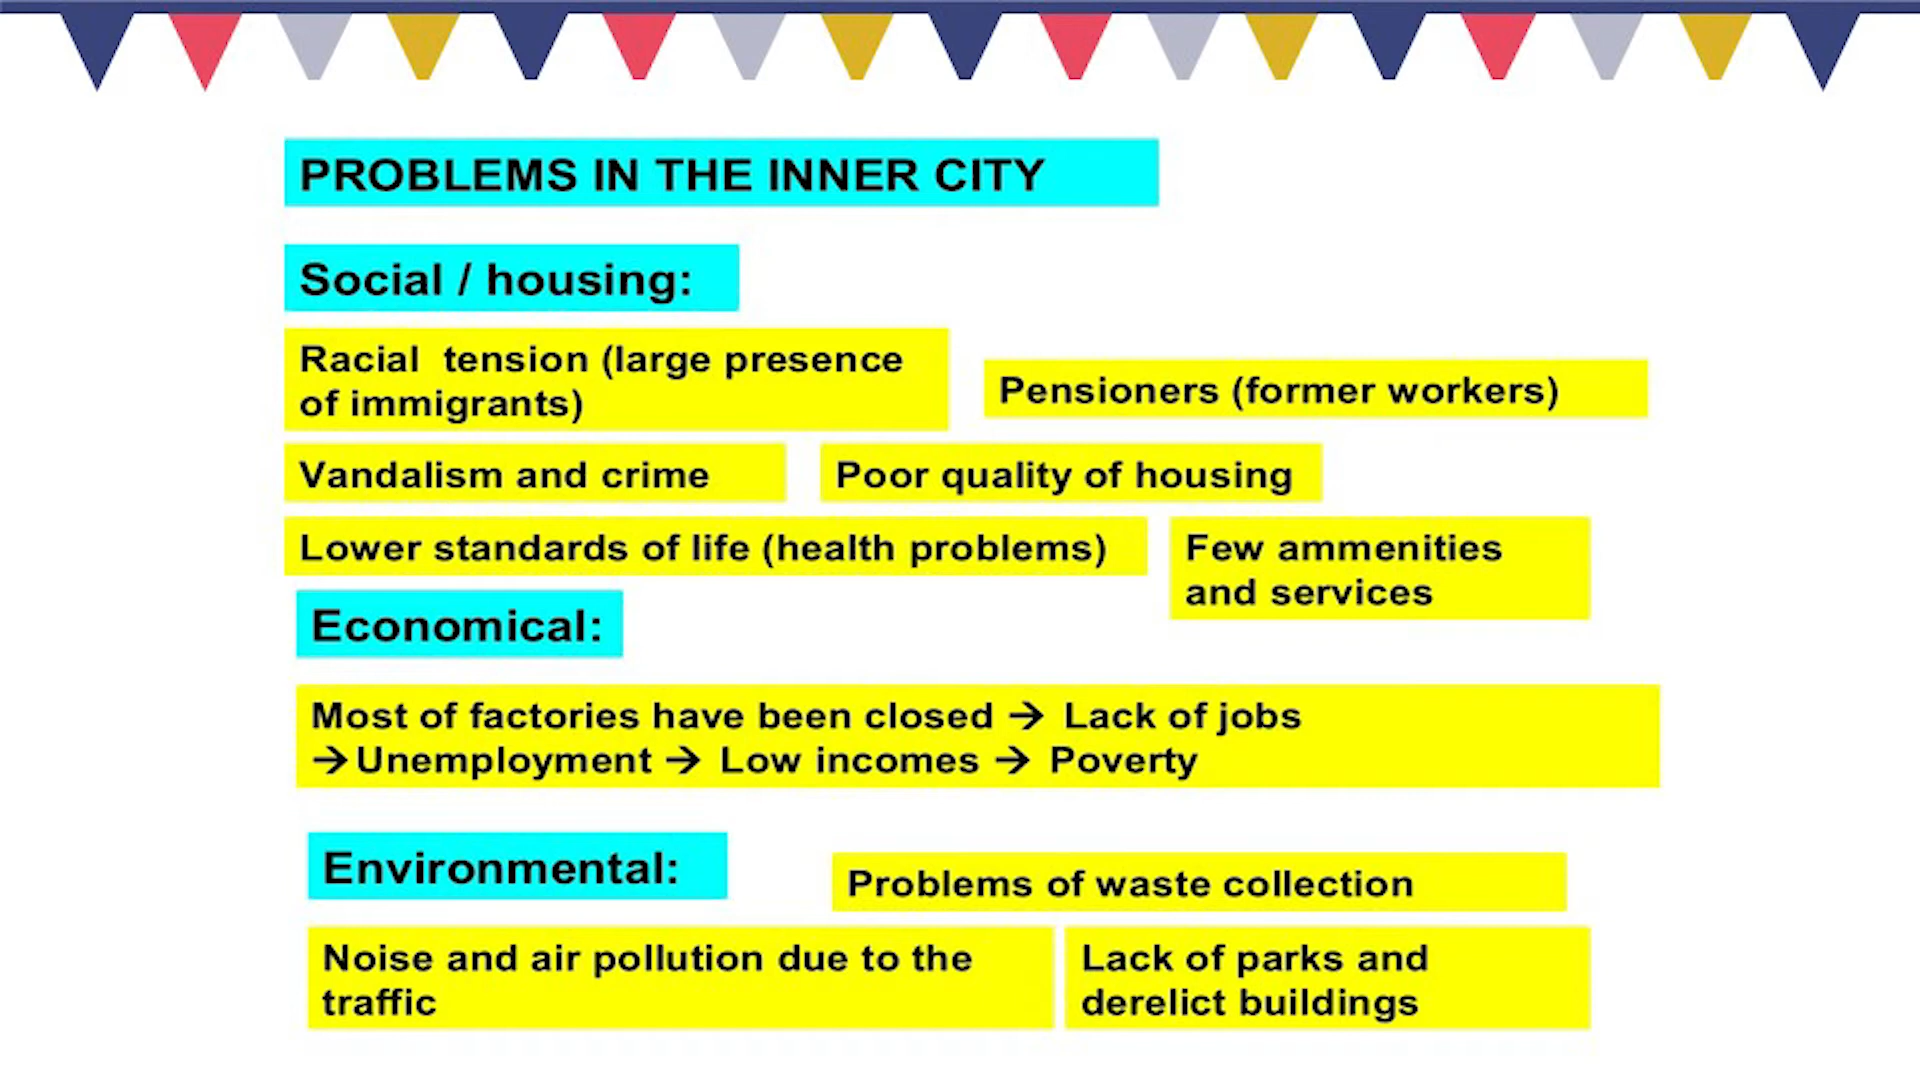 PROBLEMS IN THE INNER CITY
Social / housing:
Racial tension (large presence
of immigrants)
Pensioners (former workers)
Vandalism and crime
Poor quality of housing
Lower standards of life (health problems)
Few ammenities
and services
Economical:
Most of factories have been closed → Lack of jobs
→Unemployment → Low incomes → Poverty
Environmental:
Problems of waste collection
Noise and air pollution due to the
traffic
Lack of parks and
derelict buildings